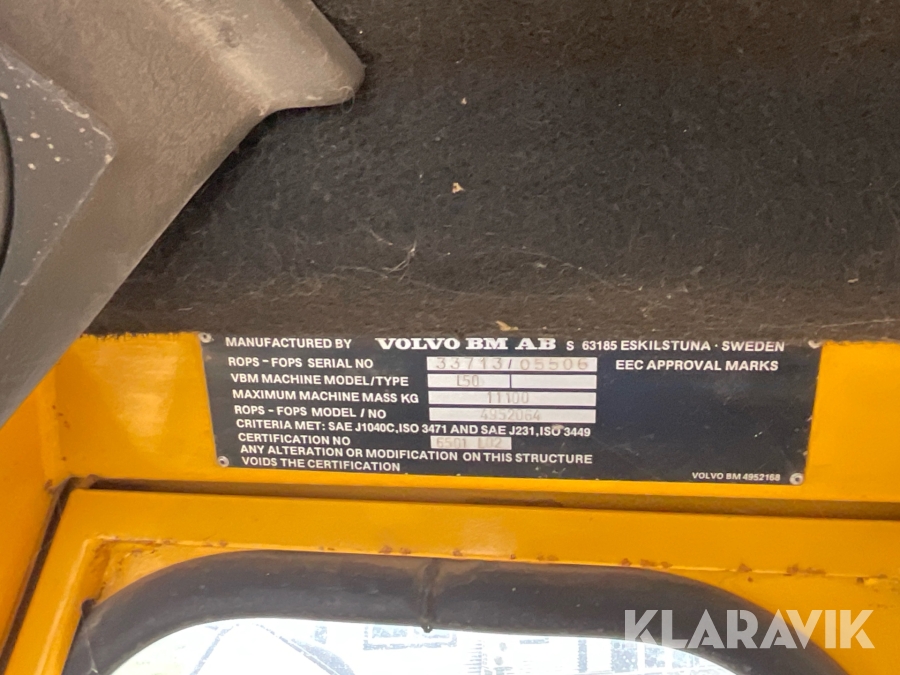 MANUFACTURED BY VOLVO BM AB S 63185 ESKILSTUNA · SWEDEN
ROPS - FOPS SERIAL NO 33713/05506 EEC APPROVAL MARKS
VBM MACHINE MODEL/TYPE L50
MAXIMUM MACHINE MASS KG 11100
ROPS - FOPS MODEL / NO 4952064
CRITERIA MET: SAE J1040C, ISO 3471 AND SAE J231, ISO 3449
CERTIFICATION NO 6501 L02
ANY ALTERATION OR MODIFICATION ON THIS STRUCTURE
VOIDS THE CERTIFICATION
VOLVO BM 4952168
KLARAVIK